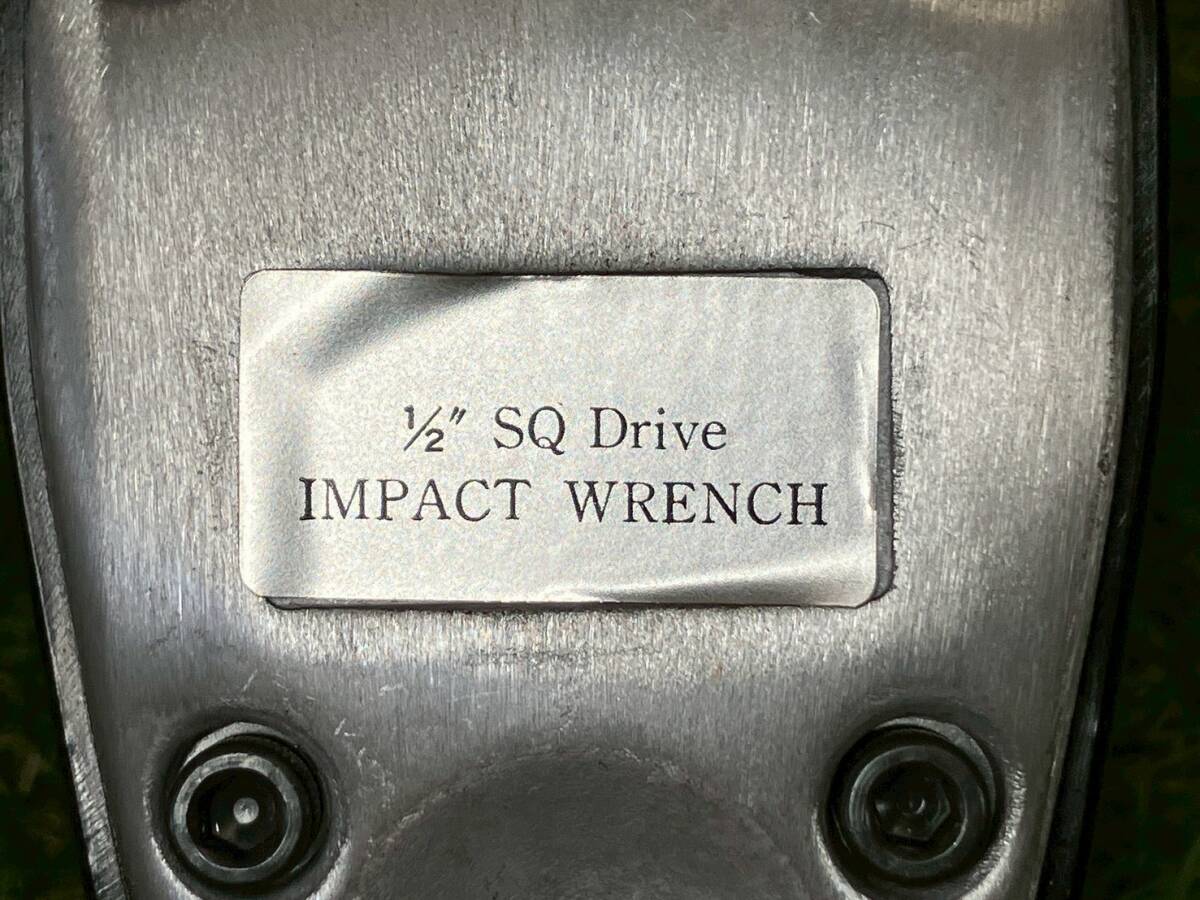 ½" SQ Drive
IMPACT WRENCH